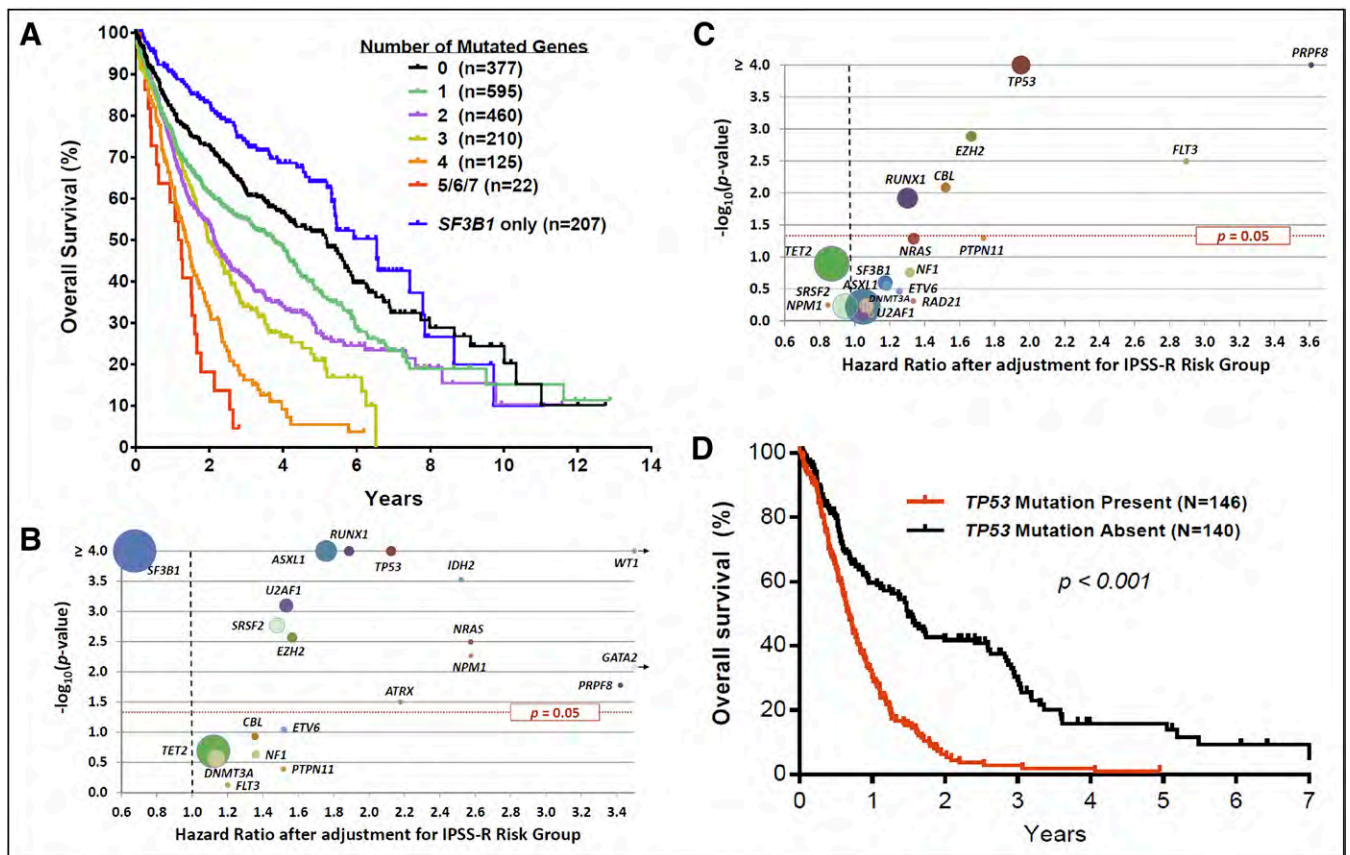 A
Number of Mutated Genes
0 (n=377)
1 (n=595)
2 (n=460)
3 (n=210)
4 (n=125)
5/6/7 (n=22)
SF3B1 only (n=207)
Overall Survival (%)
100
90
80
70
60
50
40
30
20
10
0
0 2 4 6 8 10 12 14
Years
B
-log10(p-value)
≥ 4.0
3.5
3.0
2.5
2.0
1.5
1.0
0.5
0.0
SF3B1
ASXL1
RUNX1
TP53
IDH2
WT1
U2AF1
SRSF2
EZH2
NRAS
NPM1
GATA2
PRPF8
ATRX
p = 0.05
CBL
ETV6
TET2
NF1
DNMT3A
PTPN11
FLT3
0.6 0.8 1.0 1.2 1.4 1.6 1.8 2.0 2.2 2.4 2.6 2.8 3.0 3.2 3.4
Hazard Ratio after adjustment for IPSS-R Risk Group
C
-log10(p-value)
≥
4.0
3.5
3.0
2.5
2.0
1.5
1.0
0.5
0.0
PRPF8
TP53
EZH2
FLT3
CBL
RUNX1
p = 0.05
NRAS
PTPN11
TET2
NF1
SF3B1
ASXL1
ETV6
SRSF2
DNMT3A
RAD21
NPM1
U2AF1
0.6 0.8 1.0 1.2 1.4 1.6 1.8 2.0 2.2 2.4 2.6 2.8 3.0 3.2 3.4 3.6
Hazard Ratio after adjustment for IPSS-R Risk Group
D
TP53 Mutation Present (N=146)
TP53 Mutation Absent (N=140)
p < 0.001
Overall survival (%)
100
80
60
40
20
0
0 1 2 3 4 5 6 7
Years